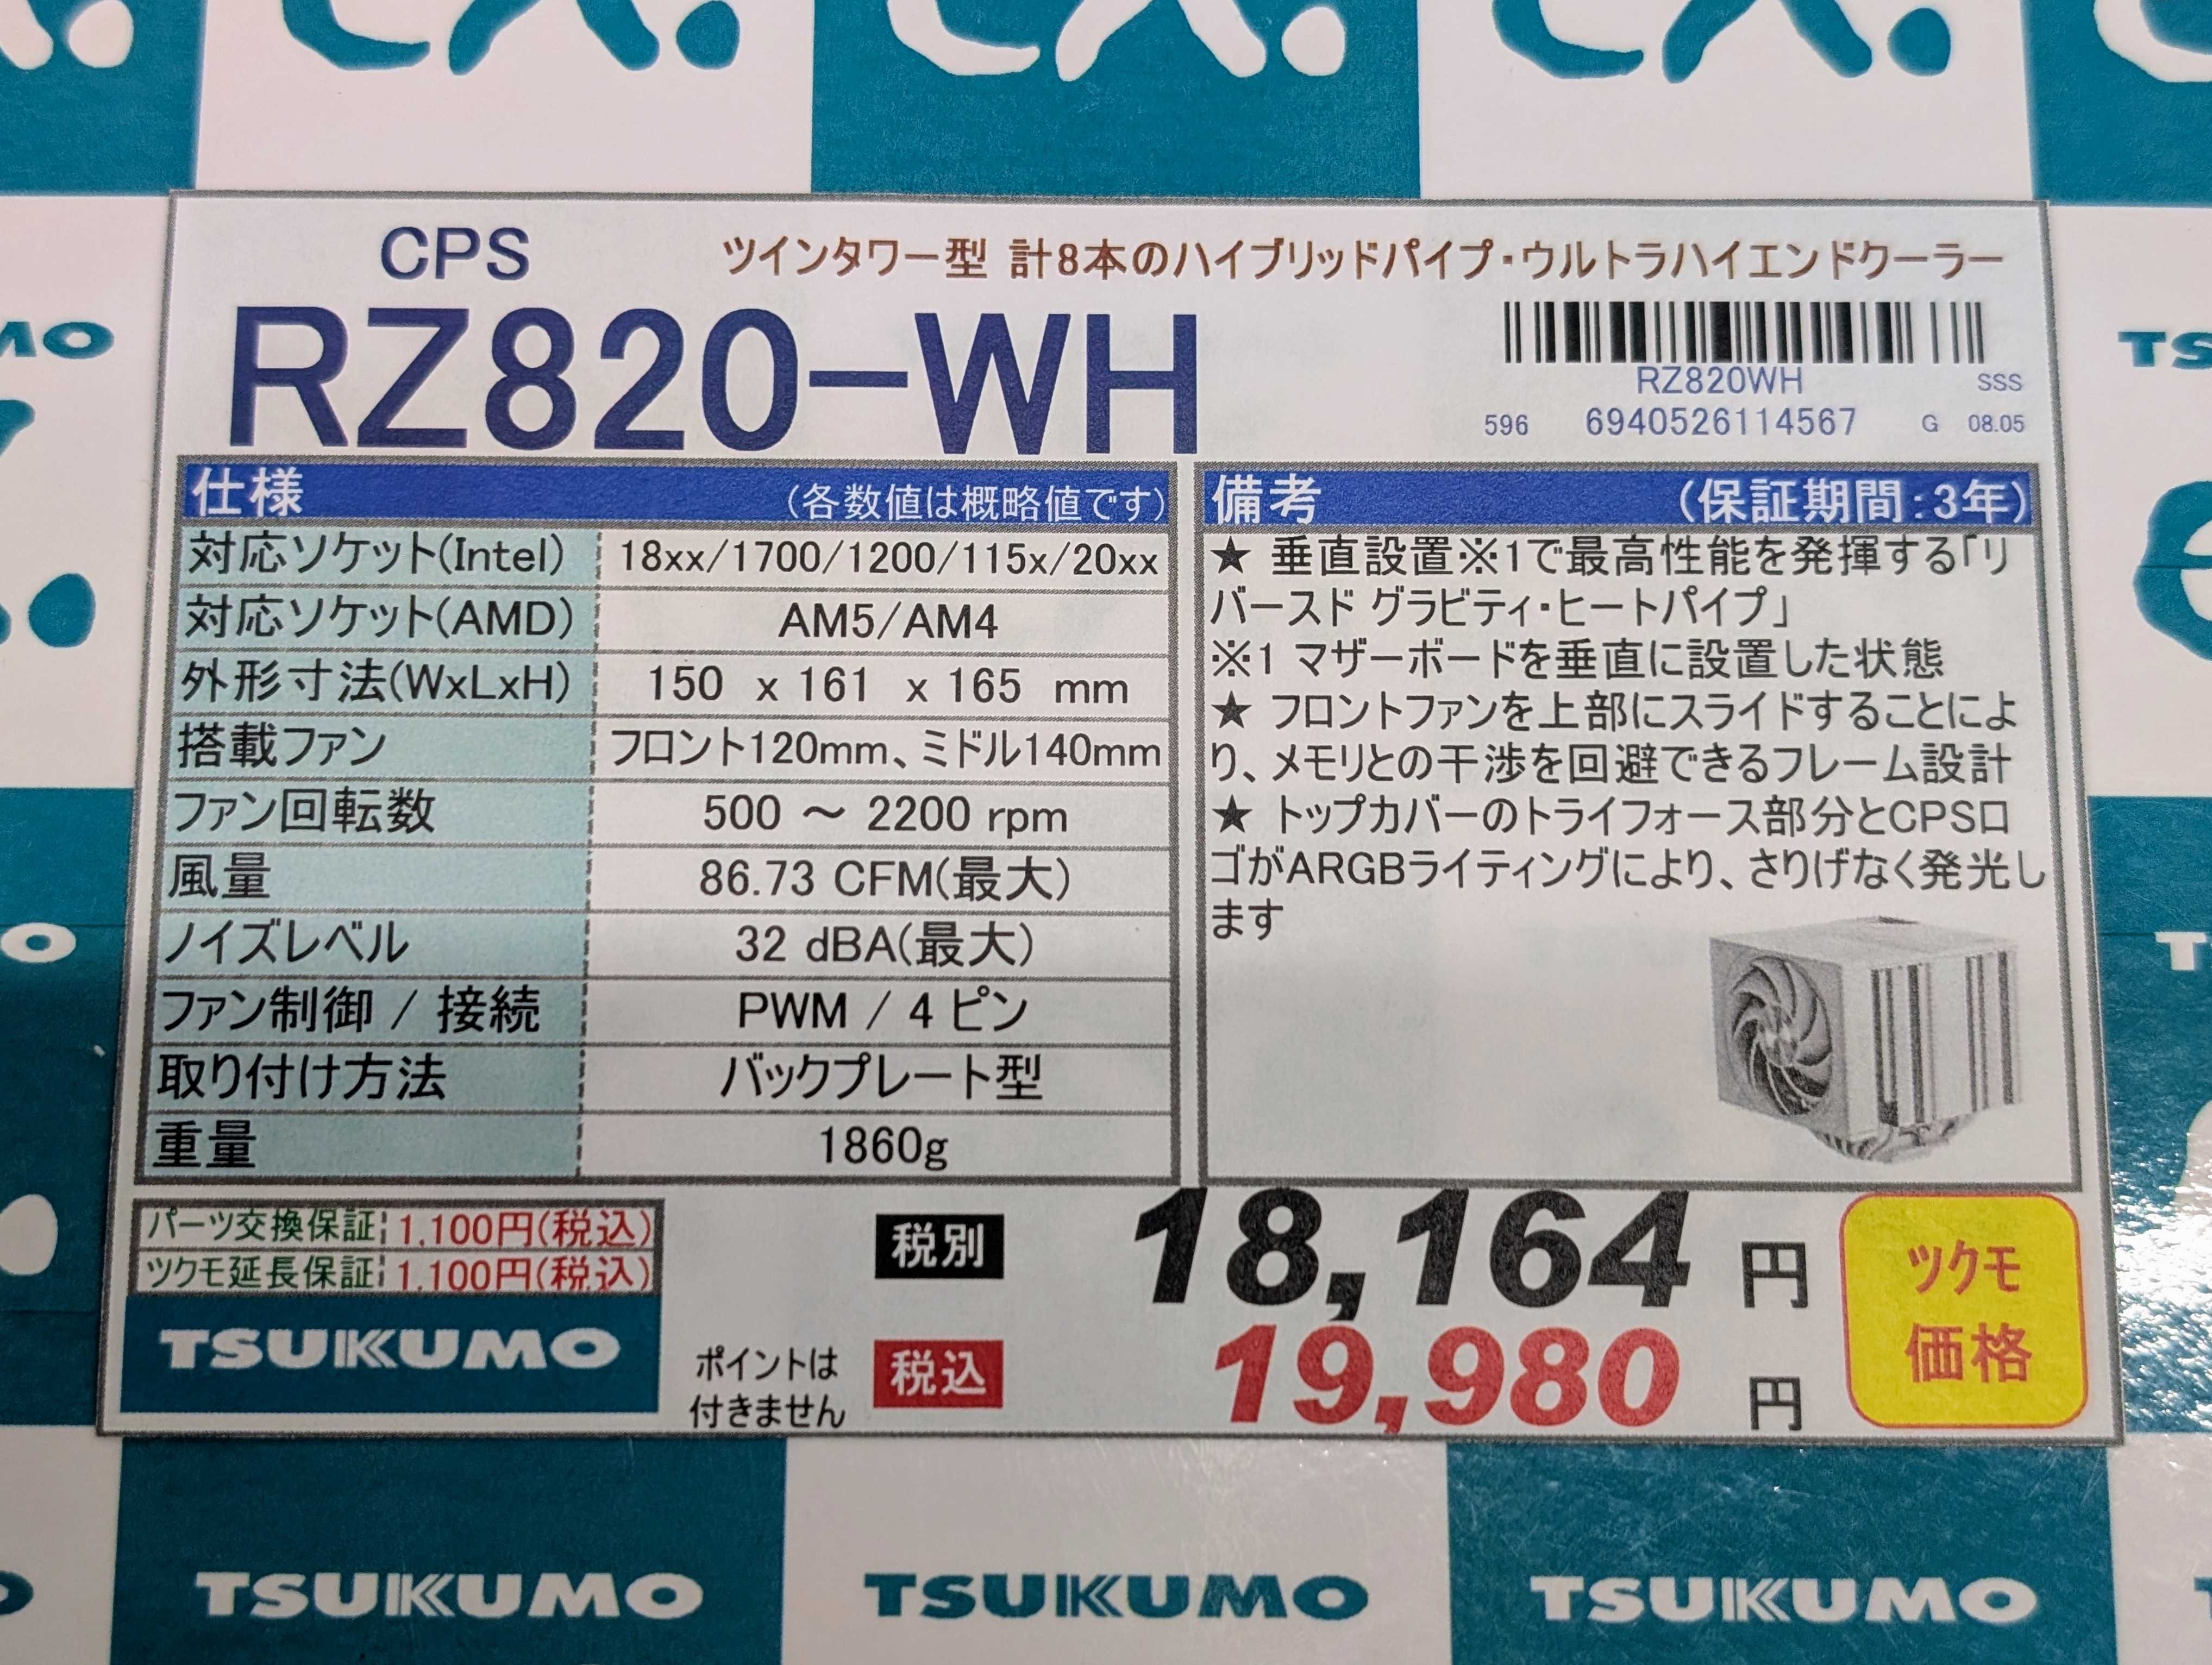 CPS
ツインタワー型 計8本のハイブリッドパイプ・ウルトラハイエンドクーラー
RZ820-WH
RZ820WH SSS
596 6940526114567 G 08.05
仕様 (各数値は概略値です)
対応ソケット(Intel) 18xx/1700/1200/115x/20xx
対応ソケット(AMD) AM5/AM4
外形寸法(WxLxH) 150 x 161 x 165 mm
搭載ファン フロント120mm、ミドル140mm
ファン回転数 500 ～ 2200 rpm
風量 86.73 CFM(最大)
ノイズレベル 32 dBA(最大)
ファン制御 / 接続 PWM / 4 ピン
取り付け方法 バックプレート型
重量 1860g
備考 (保証期間:3年)
★ 垂直設置※1で最高性能を発揮する「リ
バースド グラビティ・ヒートパイプ」
※1 マザーボードを垂直に設置した状態
★ フロントファンを上部にスライドすることによ
り、メモリとの干渉を回避できるフレーム設計
★ トップカバーのトライフォース部分とCPSロ
ゴがARGBライティングにより、さりげなく発光し
ます
パーツ交換保証 1,100円(税込)
ツクモ延長保証 1,100円(税込)
TSUKUMO
ポイントは
付きません
税別 18,164 円
税込 19,980 円
ツクモ
価格
TSUKUMO
TSUKUMO
TSUKUMO